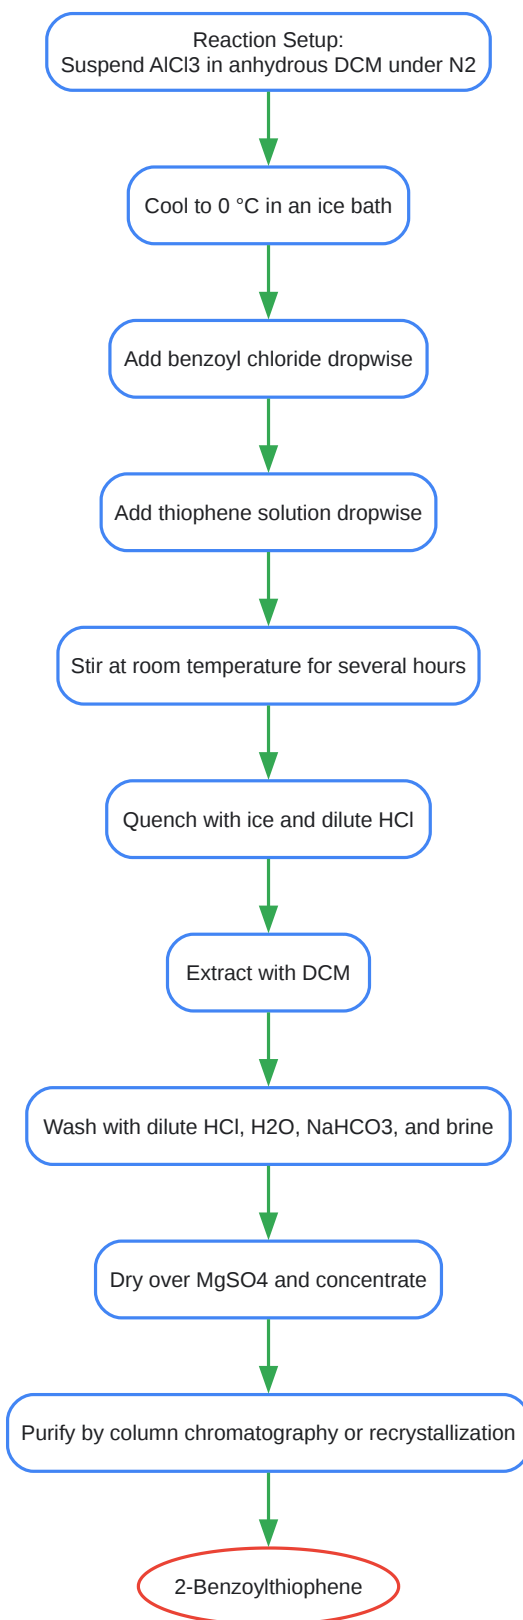 Reaction Setup:
Suspend AlCl3 in anhydrous DCM under N2
Cool to 0 °C in an ice bath
Add benzoyl chloride dropwise
Add thiophene solution dropwise
Stir at room temperature for several hours
Quench with ice and dilute HCl
Extract with DCM
Wash with dilute HCl, H2O, NaHCO3, and brine
Dry over MgSO4 and concentrate
Purify by column chromatography or recrystallization
2-Benzoylthiophene